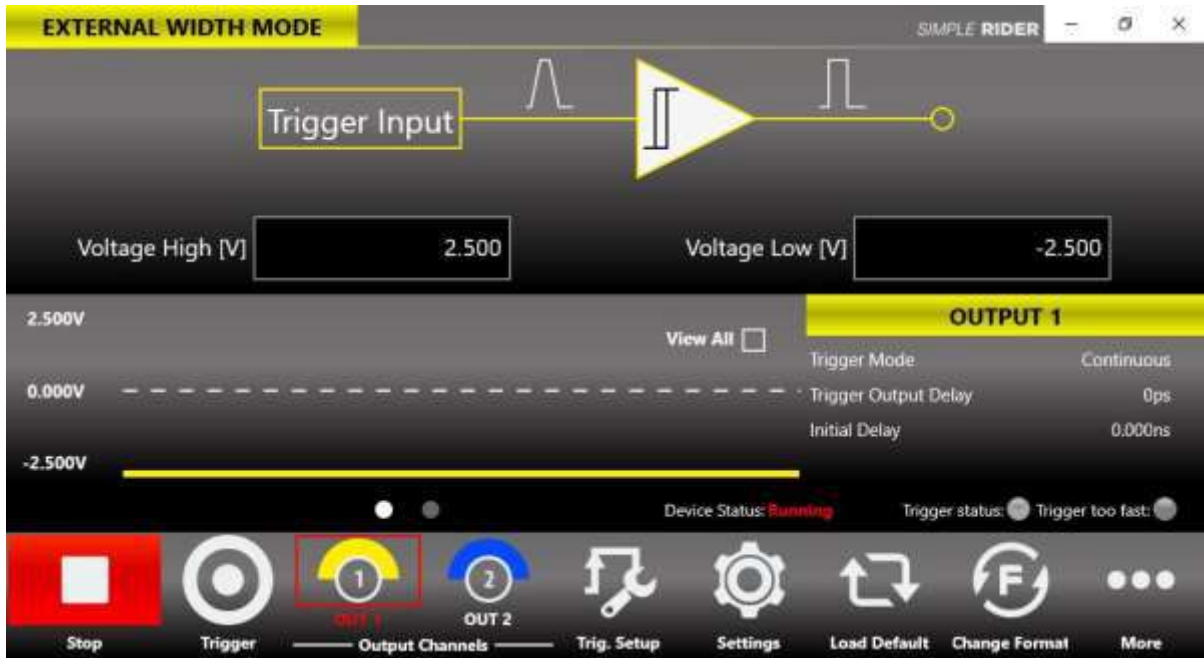 EXTERNAL WIDTH MODE
SIMPLE RIDER
Trigger Input
Voltage High [V] 2.500 Voltage Low [V] -2.500
2.500V
View All
0.000V
-2.500V
OUTPUT 1
Trigger Mode Continuous
Trigger Output Delay 0ps
Initial Delay 0.000ns
Device Status: Running Trigger status: Trigger too fast:
1
OUT 1
2
OUT 2
F
Stop Trigger Output Channels Trig. Setup Settings Load Default Change Format More